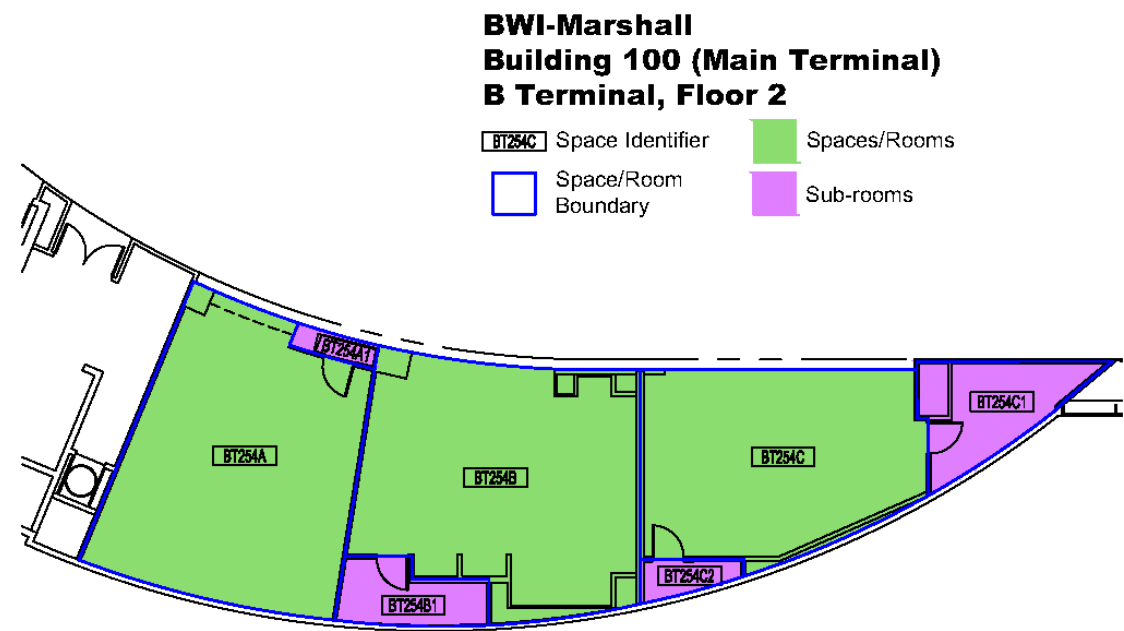 BWI-Marshall
Building 100 (Main Terminal)
B Terminal, Floor 2
BT254C Space Identifier
Spaces/Rooms
Space/Room
Boundary
Sub-rooms
BT254A1
BT254C1
BT254A
BT254B
BT254C
BT254C2
BT254B1